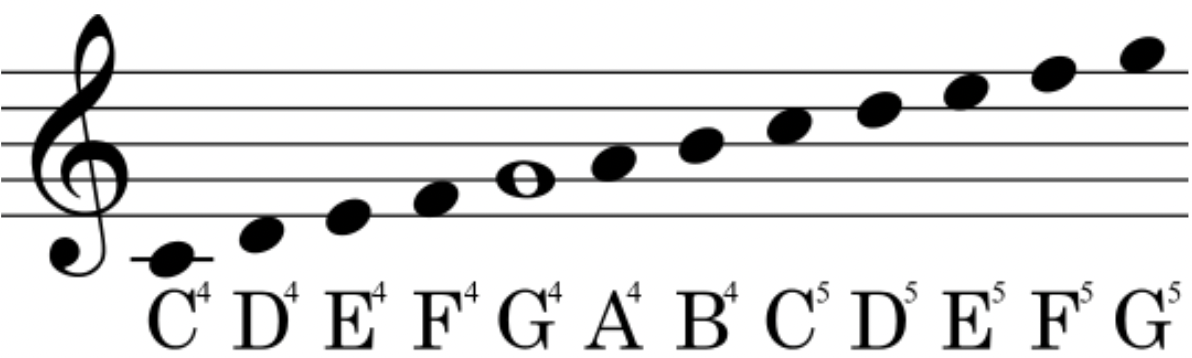 C⁴ D⁴ E⁴ F⁴ G⁴ A⁴ B⁴ C⁵ D⁵ E⁵ F⁵ G⁵